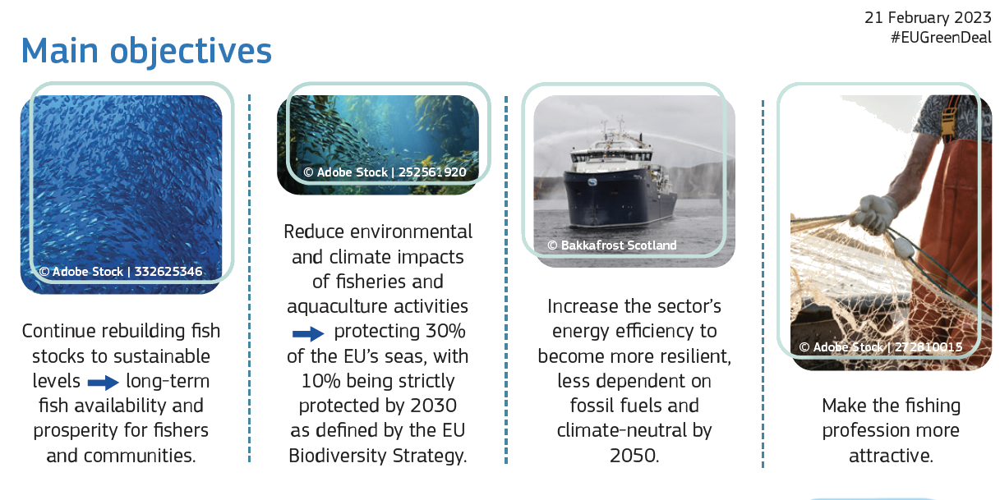 21 February 2023
#EUGreenDeal
Main objectives
© Adobe Stock | 332625346
Continue rebuilding fish
stocks to sustainable
levels ➡ long-term
fish availability and
prosperity for fishers
and communities.
© Adobe Stock | 252561920
Reduce environmental
and climate impacts
of fisheries and
aquaculture activities
➡ protecting 30%
of the EU’s seas, with
10% being strictly
protected by 2030
as defined by the EU
Biodiversity Strategy.
© Bakkafrost Scotland
Increase the sector’s
energy efficiency to
become more resilient,
less dependent on
fossil fuels and
climate-neutral by
2050.
© Adobe Stock | 272810015
Make the fishing
profession more
attractive.